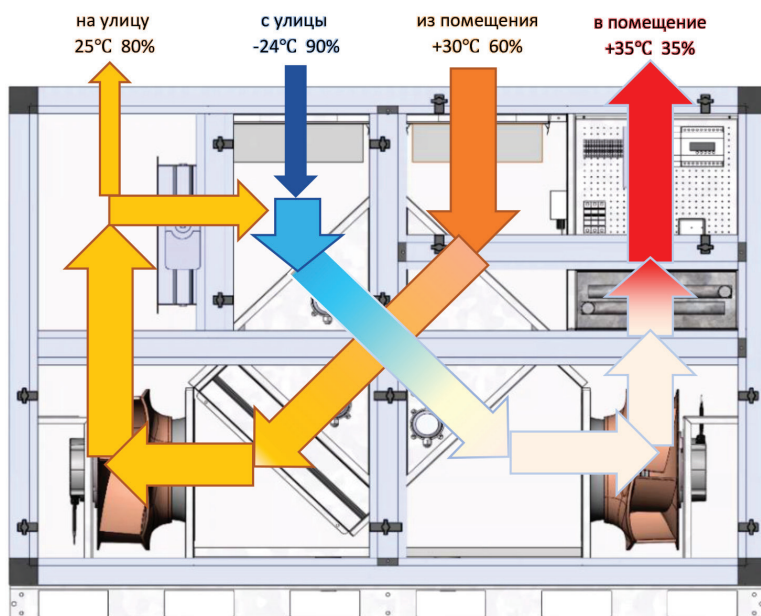 на улицу
25℃ 80%
с улицы
-24℃ 90%
из помещения
+30℃ 60%
в помещение
+35℃ 35%